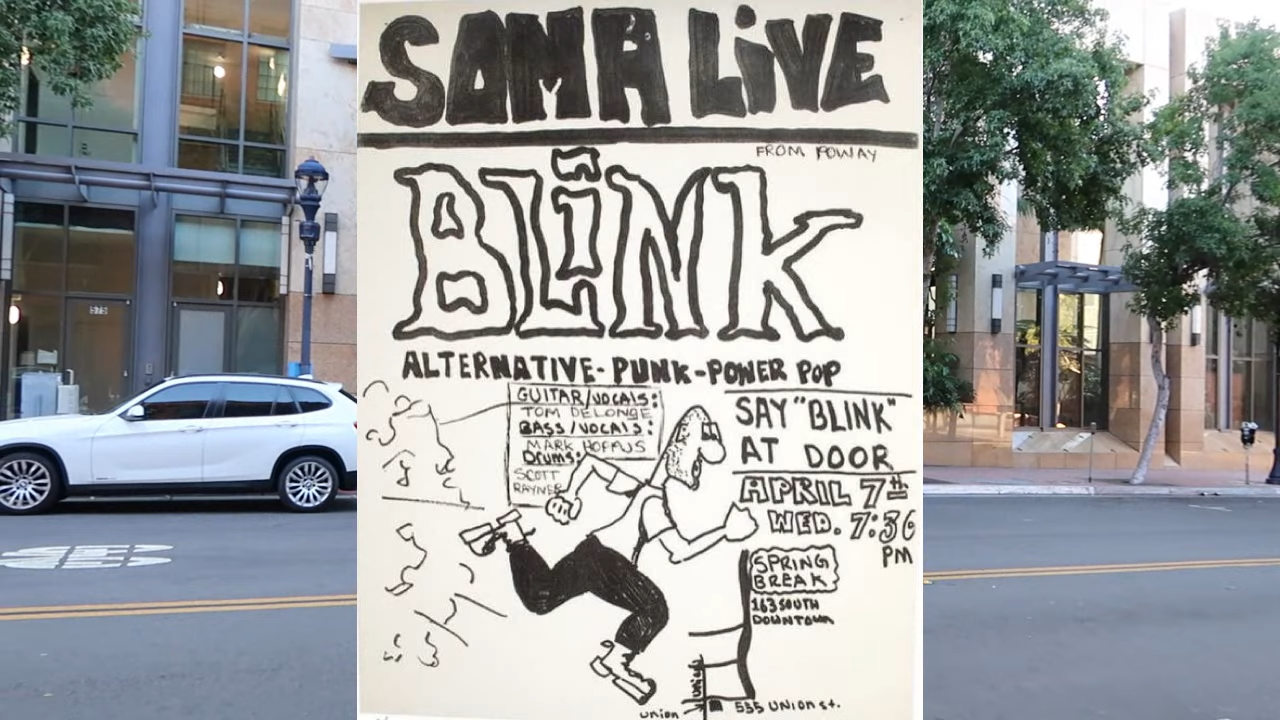 SOMA LiVE
FROM POWAY
BLiNK
ALTERNATIVE-PUNK-POWER POP
GUITAR/VOCALS:
TOM DELONGE
BASS/VOCALS:
MARK HOPPUS
DRUMS:
SCOTT
RAYNER
SAY "BLINK"
AT DOOR
APRIL 7th
WED. 7:30
PM
SPRING
BREAK
163 SOUTH
DOWNTOWN
union
union
555 UNION St.
575